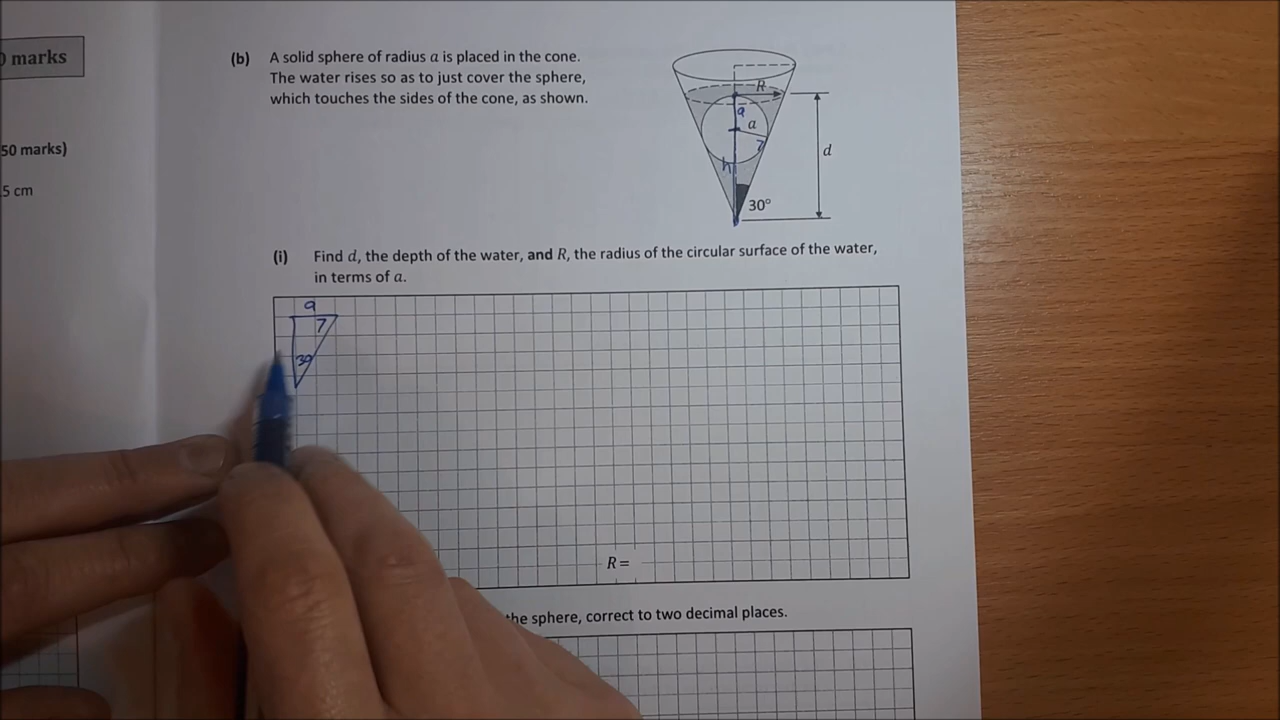 0 marks
50 marks)
5 cm
(b) A solid sphere of radius a is placed in the cone.
The water rises so as to just cover the sphere,
which touches the sides of the cone, as shown.
R
a
a
h
d
30°
(i) Find d, the depth of the water, and R, the radius of the circular surface of the water,
in terms of a.
a
30
R =
the sphere, correct to two decimal places.